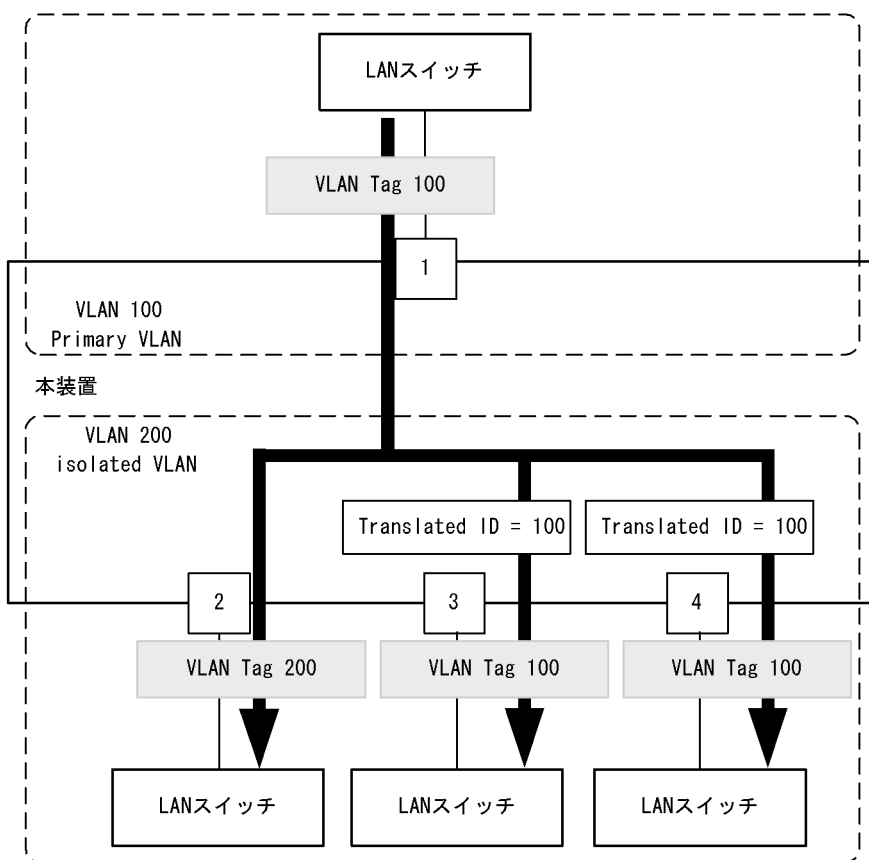 LANスイッチ
VLAN Tag 100
1
VLAN 100
Primary VLAN
本装置
VLAN 200
isolated VLAN
Translated ID = 100
Translated ID = 100
2
3
4
VLAN Tag 200
VLAN Tag 100
VLAN Tag 100
LANスイッチ
LANスイッチ
LANスイッチ